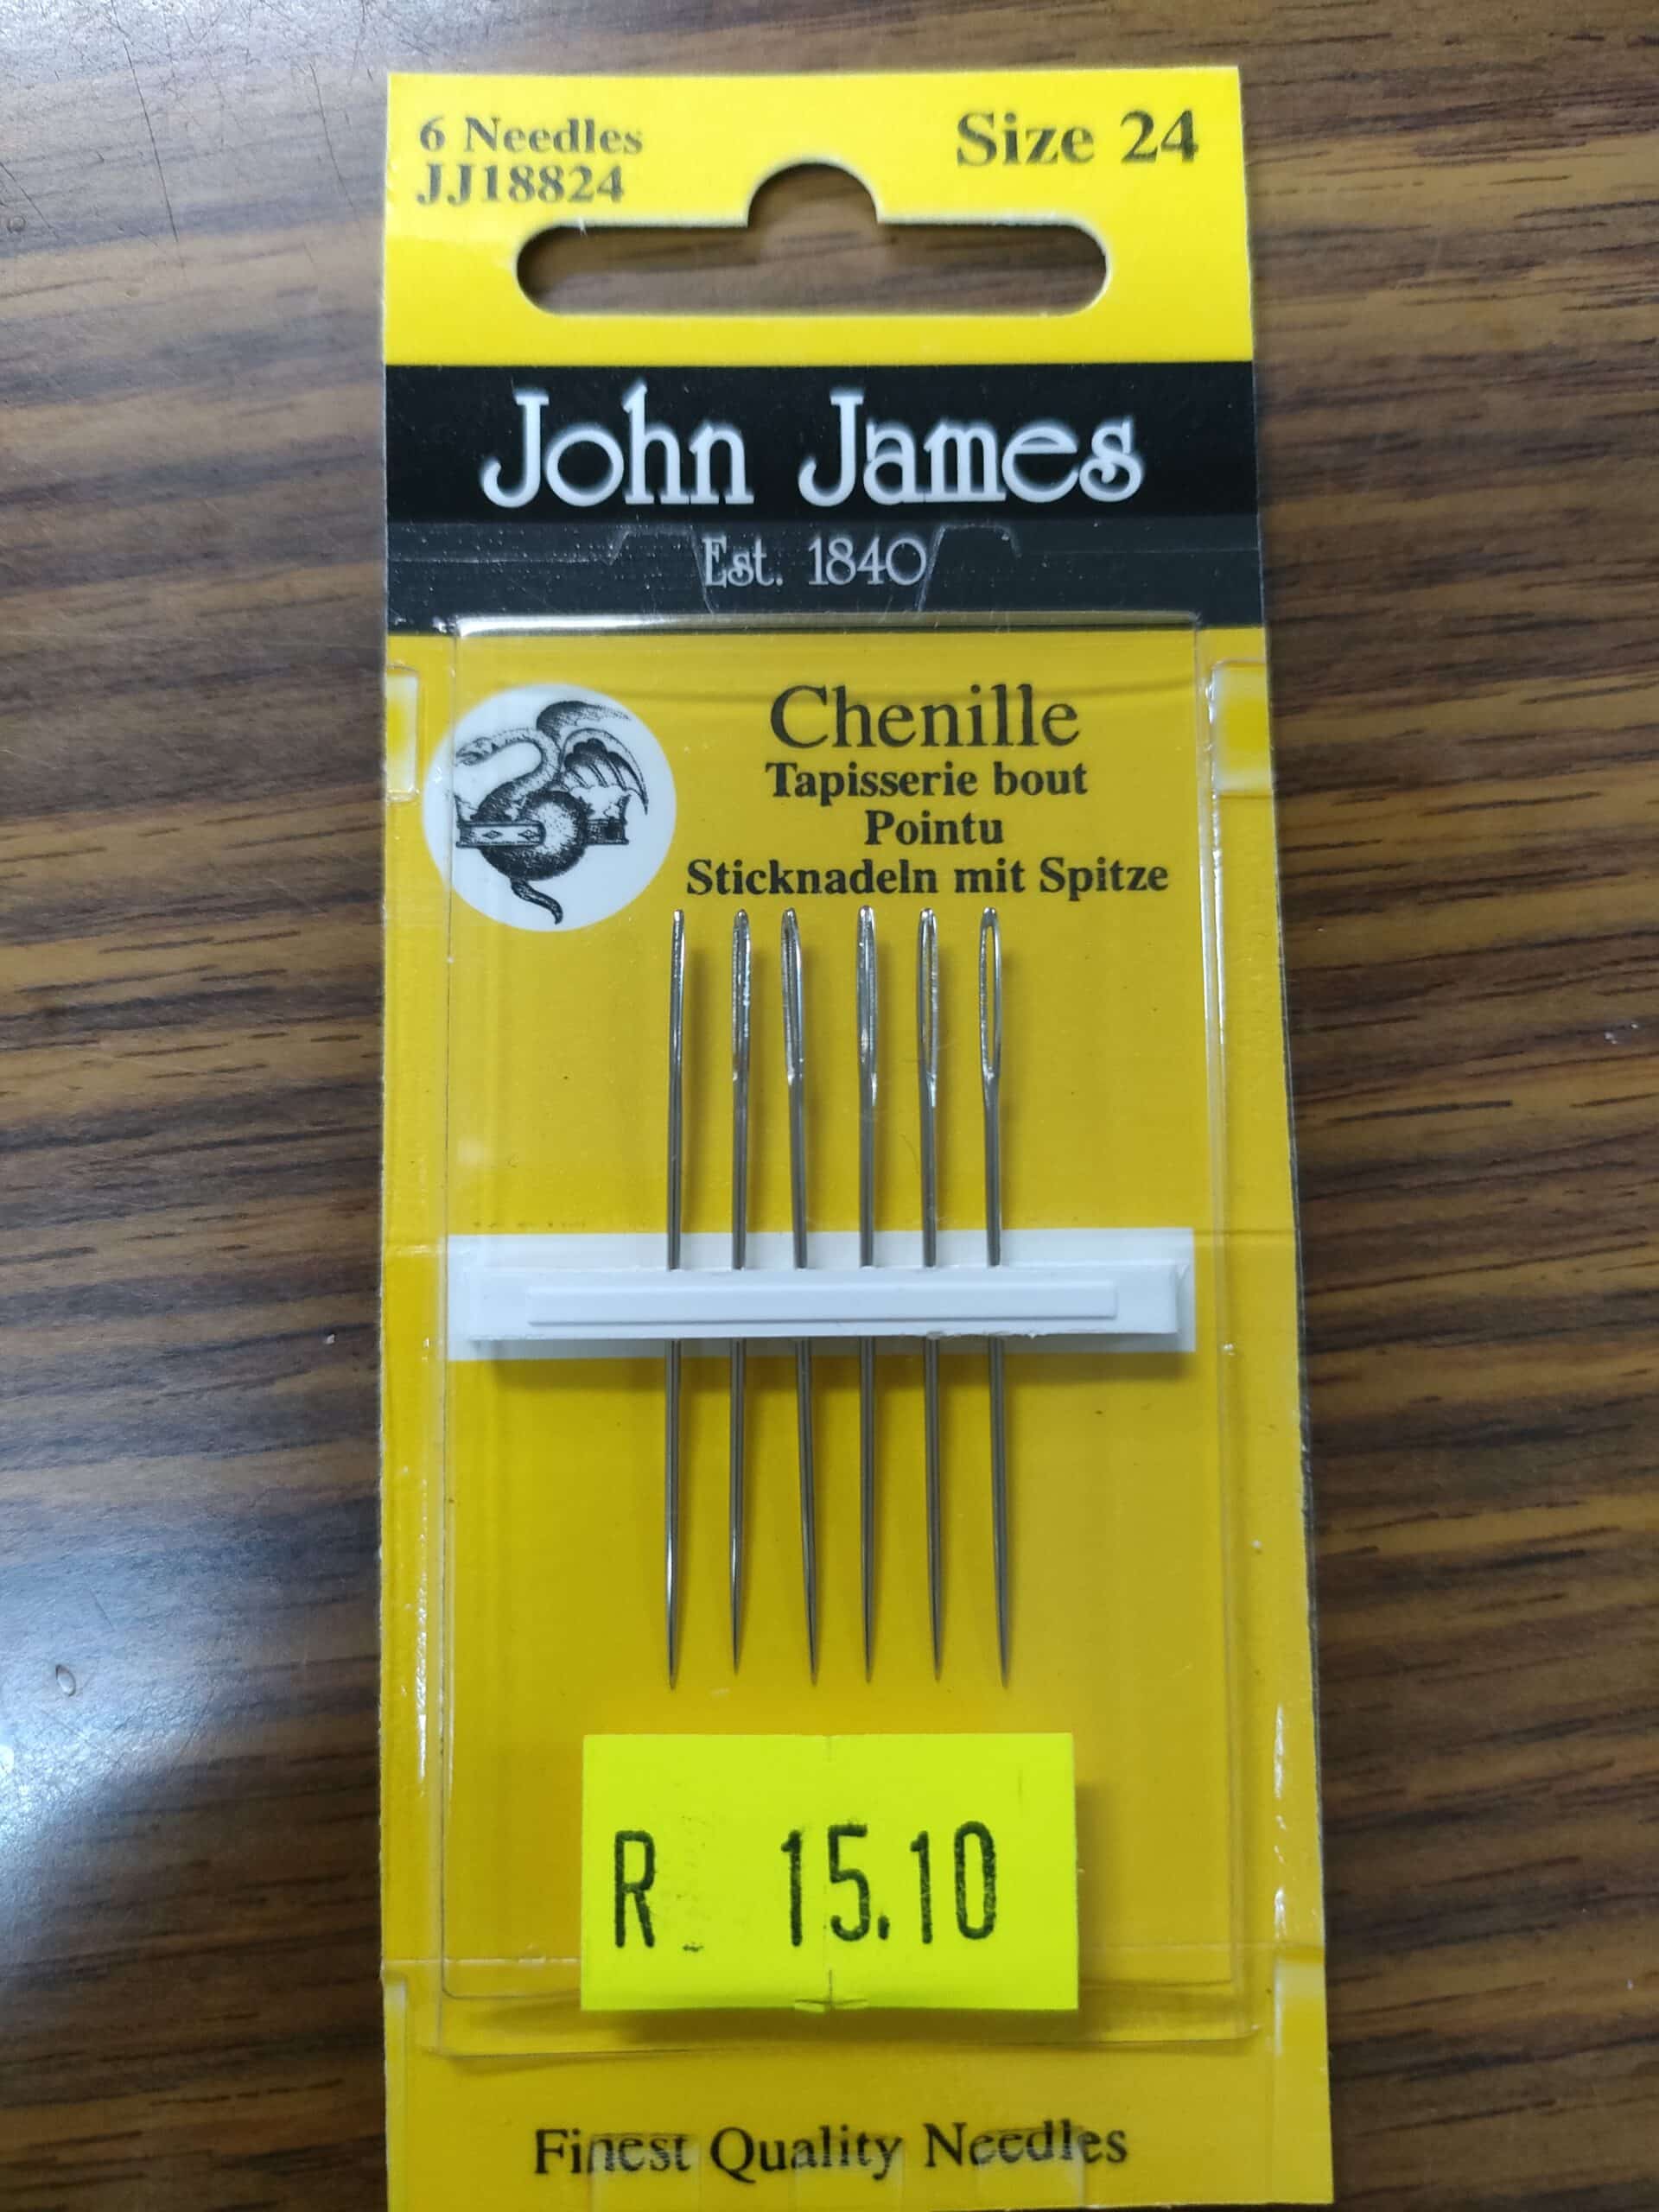 6 Needles
JJ18824
Size 24
John James
Est. 1840
Chenille
Tapisserie bout
Pointu
Sticknadeln mit Spitze
R 15.10
Finest Quality Needles